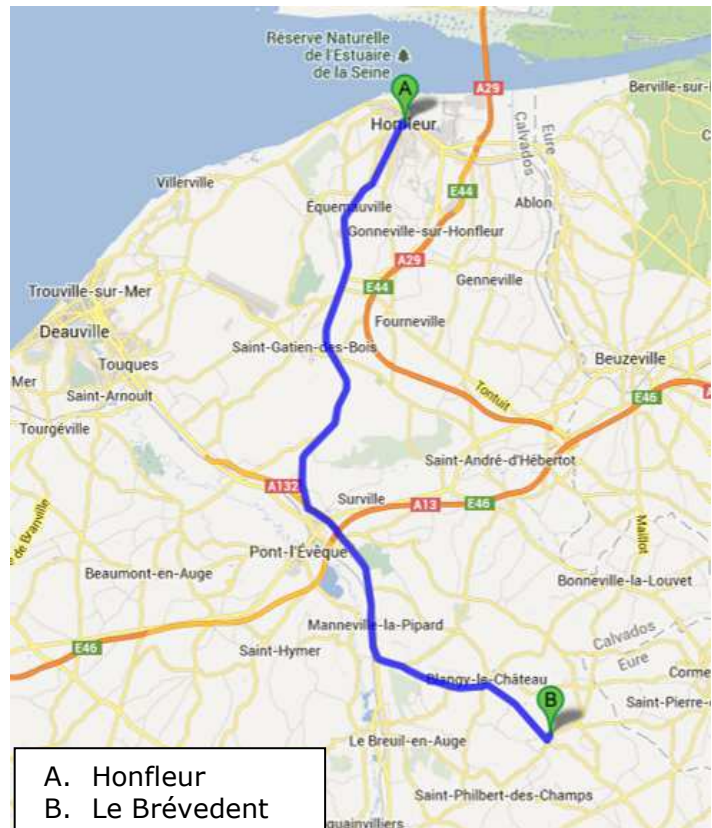 Réserve Naturelle
de l'Estuaire
de la Seine
A
A29
Berville-sur-
Honfleur
Calvados
Eure
Villerville
E44
Équemauville
Ablon
Gonneville-sur-Honfleur
A29
Genneville
E44
Trouville-sur-Mer
Fourneville
Deauville
Saint-Gatien-des-Bois
Beuzeville
Touques
Mer
Tontuit
E46
Saint-Arnoult
Tourgéville
Saint-André-d'Hébertot
A132
Surville
A13
E46
de Branville
Maillot
Pont-l'Évêque
Beaumont-en-Auge
Bonneville-la-Louvet
Manneville-la-Pipard
Calvados
Eure
E46
Saint-Hymer
Corme
Blangy-le-Château
B
Saint-Pierre-
Le Breuil-en-Auge
Saint-Philbert-des-Champs
quainvilliers
A. Honfleur
B. Le Brévedent